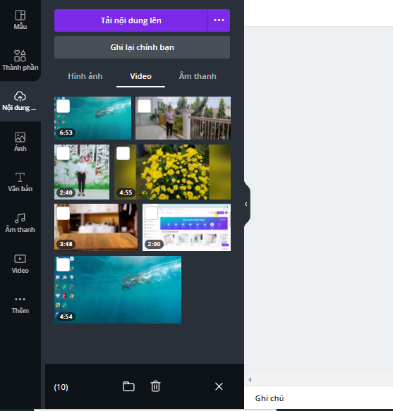 Mẫu
Thành phần
Nội dung ...
Ảnh
Văn bản
Âm thanh
Video
Thêm
Tải nội dung lên
Ghi lại chính bạn
Hình ảnh
Video
Âm thanh
6:53
2:40
4:55
3:48
2:00
4:54
(10)
Ghi chú